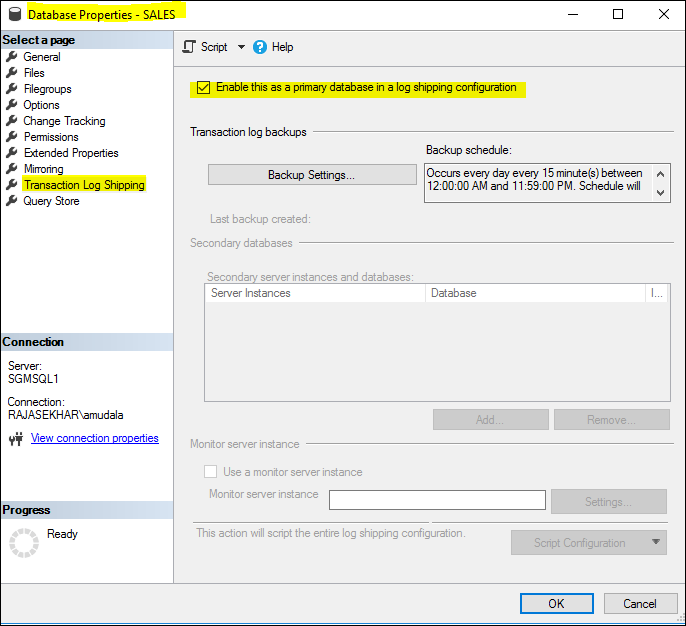 Database Properties - SALES
Select a page
General
Files
Filegroups
Options
Change Tracking
Permissions
Extended Properties
Mirroring
Transaction Log Shipping
Query Store
Connection
Server:
SGMSQL1
Connection:
RAJASEKHAR\amudala
View connection properties
Progress
Ready
Script
Help
Enable this as a primary database in a log shipping configuration
Transaction log backups
Backup schedule:
Backup Settings...
Occurs every day every 15 minute(s) between
12:00:00 AM and 11:59:00 PM. Schedule will
Last backup created:
Secondary databases
Secondary server instances and databases:
Server Instances Database I...
Add... Remove...
Monitor server instance
Use a monitor server instance
Monitor server instance
Settings...
This action will script the entire log shipping configuration.
Script Configuration
OK Cancel